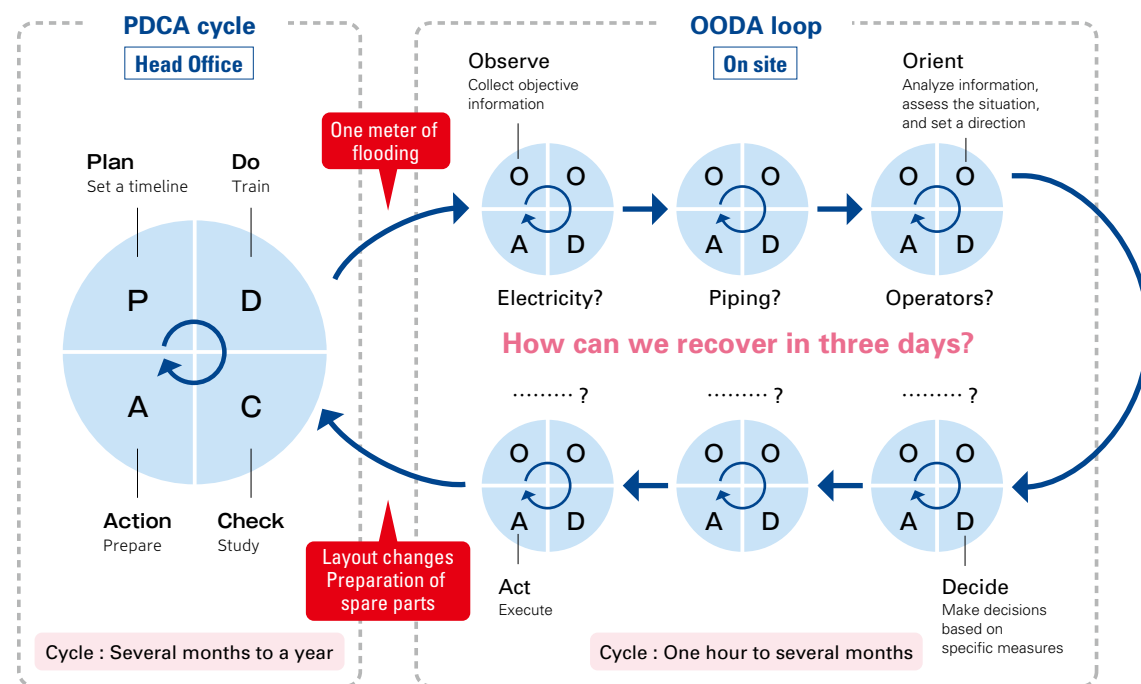 PDCA cycle
Head Office
Plan
Set a timeline
Do
Train
P
D
A
C
Action
Prepare
Check
Study
Cycle : Several months to a year
One meter of
flooding
Layout changes
Preparation of
spare parts
OODA loop
On site
Observe
Collect objective
information
Orient
Analyze information,
assess the situation,
and set a direction
O O
A D
O O
A D
O O
A D
Electricity?
Piping?
Operators?
How can we recover in three days?
......... ?
......... ?
......... ?
O O
A D
O O
A D
O O
A D
Act
Execute
Decide
Make decisions
based on
specific measures
Cycle : One hour to several months